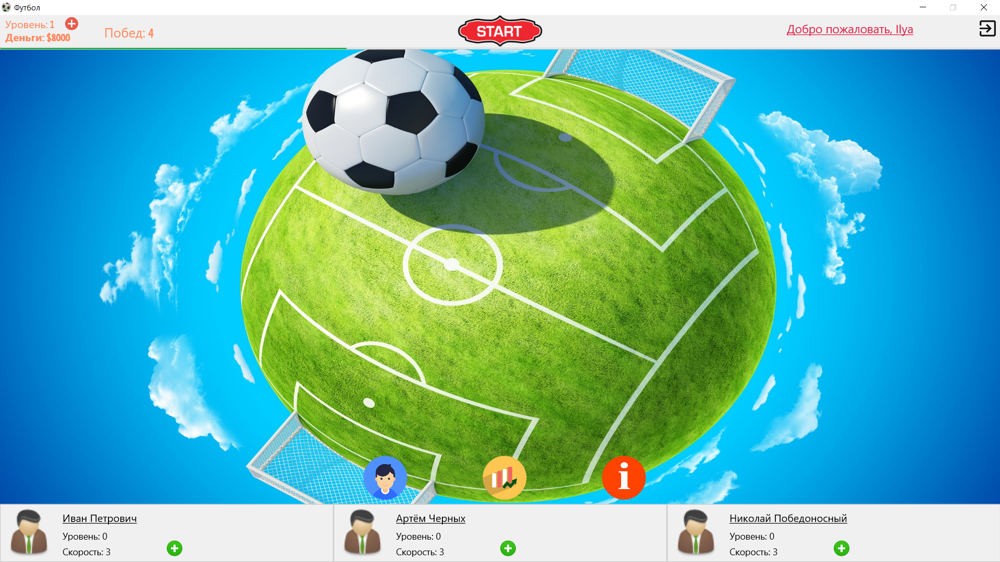 Футбол
Уровень: 1
Деньги: $8000
Побед: 4
START
Добро пожаловать, Ilya
i
Иван Петрович
Уровень: 0
Скорость: 3
Артём Черных
Уровень: 0
Скорость: 3
Николай Победоносный
Уровень: 0
Скорость: 3